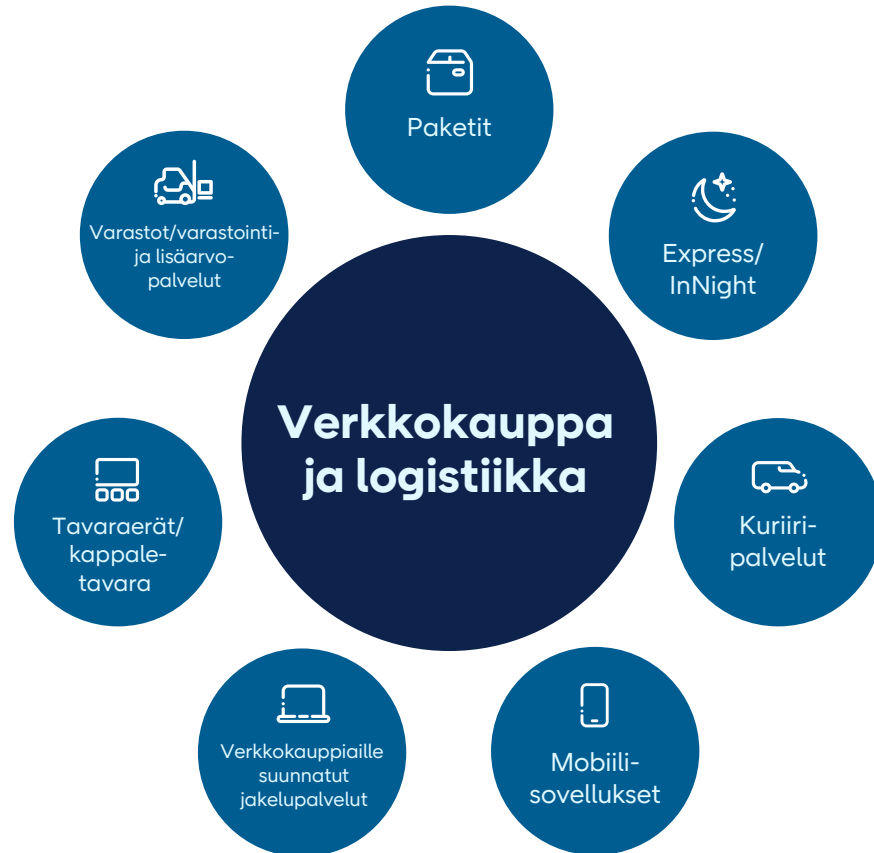 Paketit
Express/
InNight
Kuriiri-
palvelut
Mobiili-
sovellukset
Verkkokauppiaille
suunnatut
jakelupalvelut
Tavaraerät/
kappale-
tavara
Varastot/varastointi-
ja lisäarvo-
palvelut
Verkkokauppa
ja logistiikka